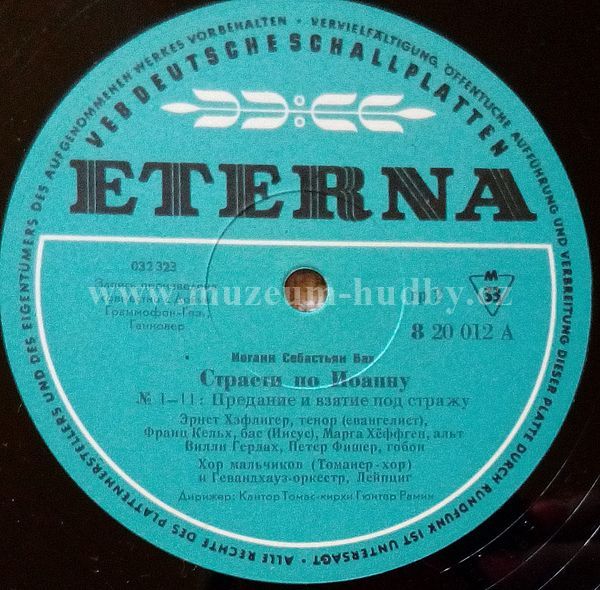 DES AUFGENOMMENEN WERKES VORBEHALTEN · VERVIELFÄLTIGUNG, ÖFFENTLICHE AUFFÜHRUNG UND VERBREITUNG DIESER PLATTE DURCH RUNDFUNK IST UNTERSAGT · ALLE RECHTE DES PLATTENHERSTELLERS UND DES EIGENTÜMERS
VEB DEUTSCHE SCHALLPLATTEN
ETERNA
032 323
Запись произведена
Граммофон-Гез.)
Ганновер
www.muzeum-hudby.cz
M
33
8 20 012 A
Иоганн Себастьян Бах
Страсти по Иоанну
№ 1–11: Предание и взятие под стражу
Эрнст Хэфлигер, тенор (евангелист),
Франц Кельх, бас (Иисус), Марга Хёффген, альт
Вилли Гердах, Петер Фишер, гобои
Хор мальчиков (Томанер-хор)
и Гевандхауз-оркестр, Лейпциг
Дирижер: Кантор Томас-кирхи Гюнтер Рамин